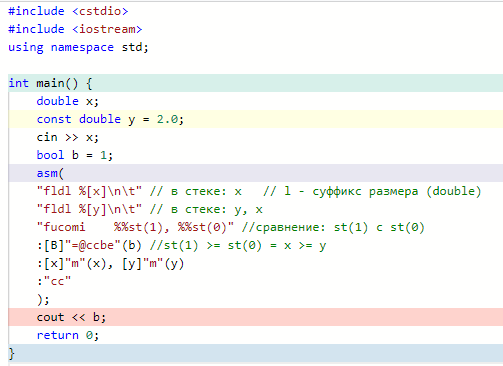 #include <cstdio>
#include <iostream>
using namespace std;
int main() {
double x;
const double y = 2.0;
cin >> x;
bool b = 1;
asm(
"fldl %[x]\n\t" // в стеке: x // l - суффикс размера (double)
"fldl %[y]\n\t" // в стеке: y, x
"fucomi %%st(1), %%st(0)" //сравнение: st(1) с st(0)
:[B]"=@ccbe"(b) //st(1) >= st(0) = x >= y
:[x]"m"(x), [y]"m"(y)
:"cc"
);
cout << b;
return 0;
}